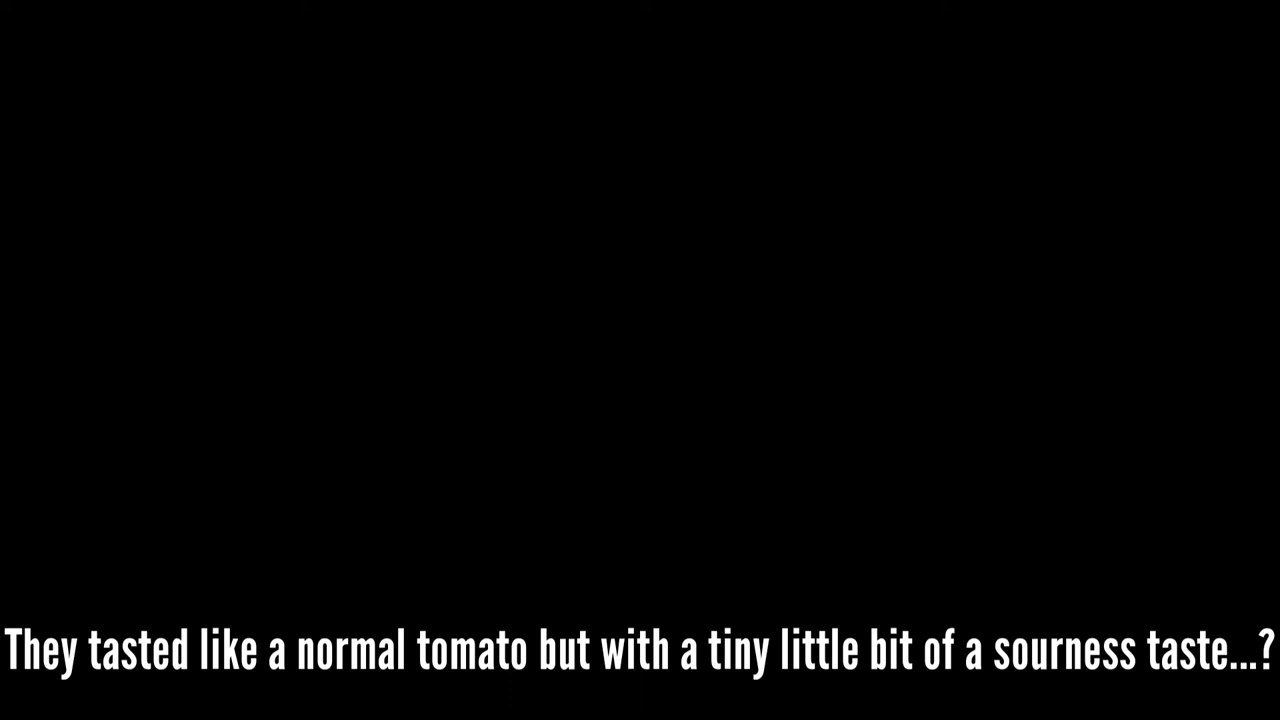 They tasted like a normal tomato but with a tiny little bit of a sourness taste...?